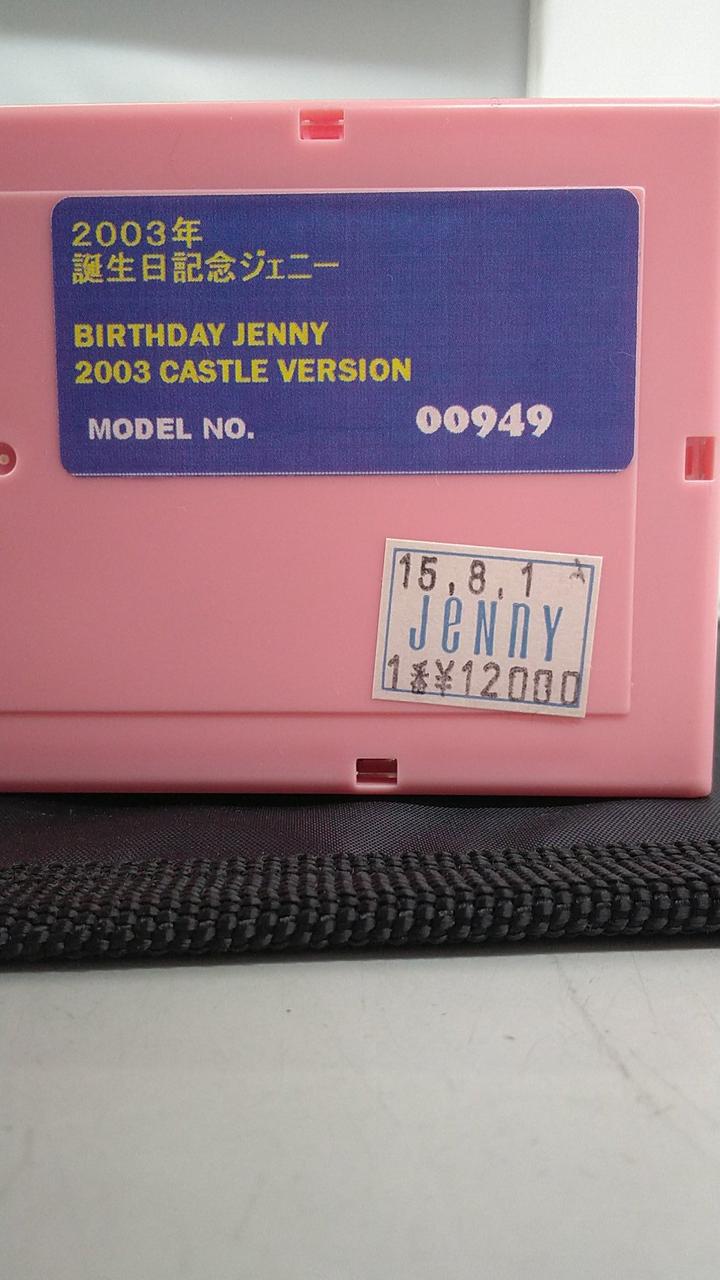 2003年
誕生日記念ジェニー
BIRTHDAY JENNY
2003 CASTLE VERSION
MODEL NO. 00949
15.8.1
JeNNY
¥12000